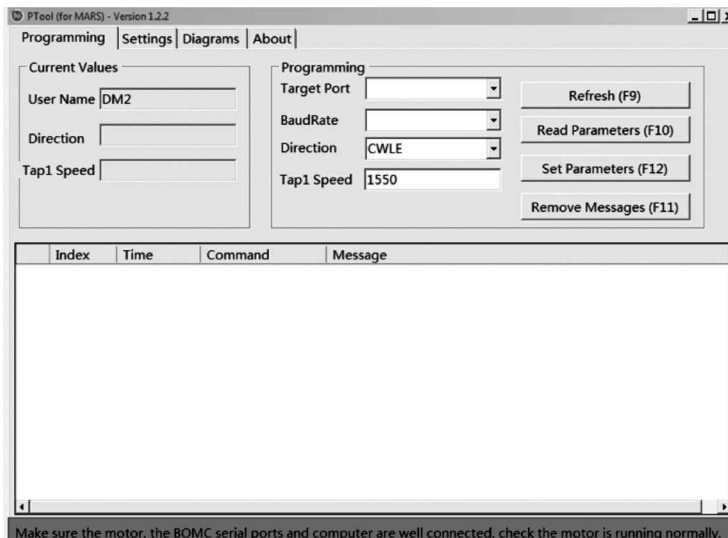 PTool (for MARS) - Version 1.2.2
Programming Settings Diagrams About
Current Values
User Name DM2
Direction
Tap1 Speed
Programming
Target Port
BaudRate
Direction CWLE
Tap1 Speed 1550
Refresh (F9)
Read Parameters (F10)
Set Parameters (F12)
Remove Messages (F11)
Index Time Command Message
Make sure the motor, the BOMC serial ports and computer are well connected, check the motor is running normally.